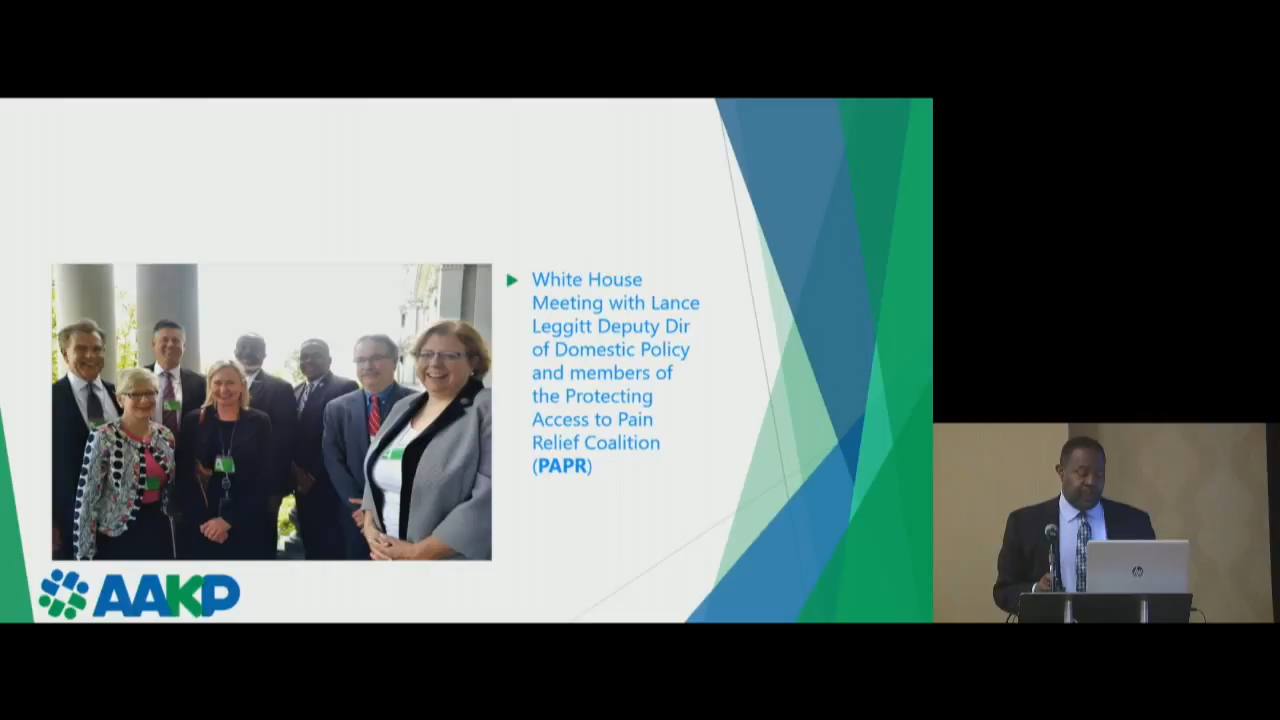 White House
Meeting with Lance
Leggitt Deputy Dir
of Domestic Policy
and members of
the Protecting
Access to Pain
Relief Coalition
(PAPR)
AAKP
hp